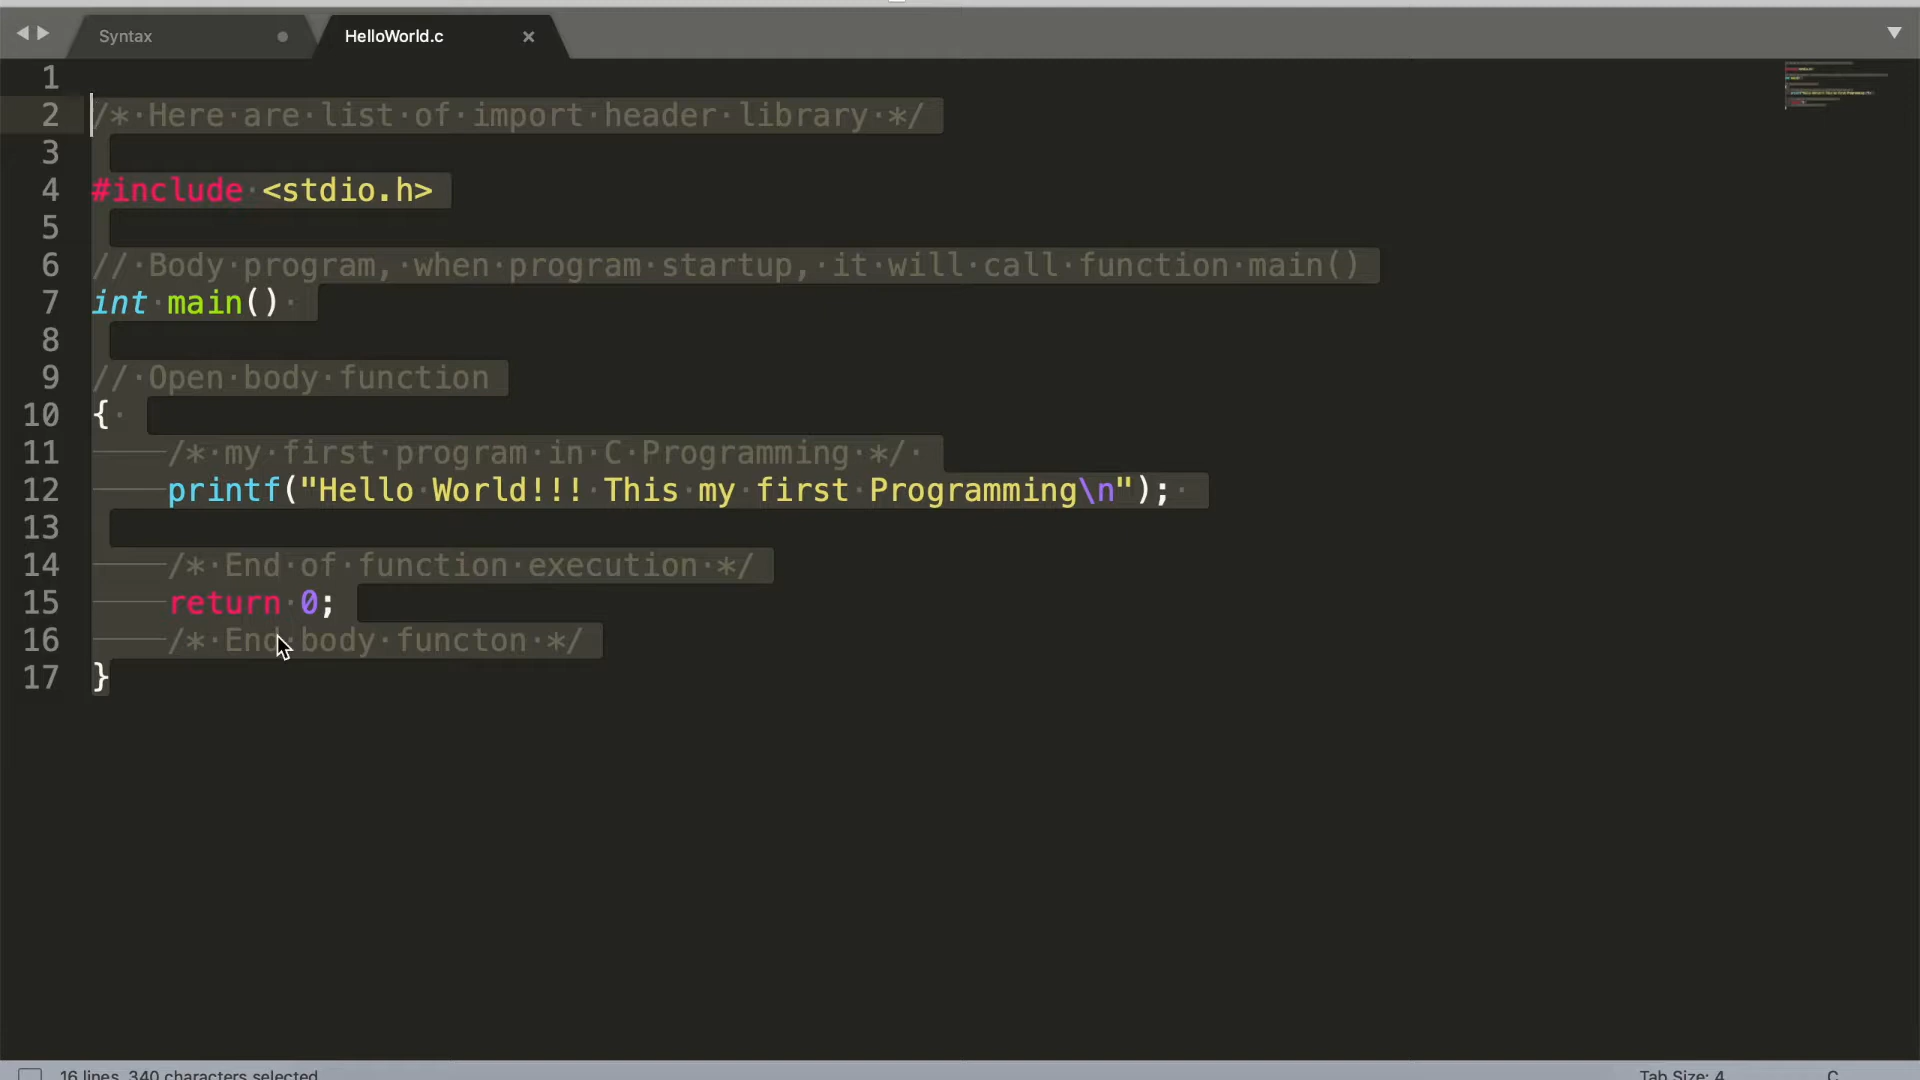 Syntax
HelloWorld.c
1
2 /* Here are list of import header library */
3
4 #include <stdio.h>
5
6 // Body program, when program startup, it will call function main()
7 int main()
8
9 // Open body function
10 {
11 /* my first program in C Programming */
12 printf("Hello World!!! This my first Programming\n");
13
14 /* End of function execution */
15 return 0;
16 /* End body functon */
17 }
16 lines, 340 characters selected
Tab Size: 4
C